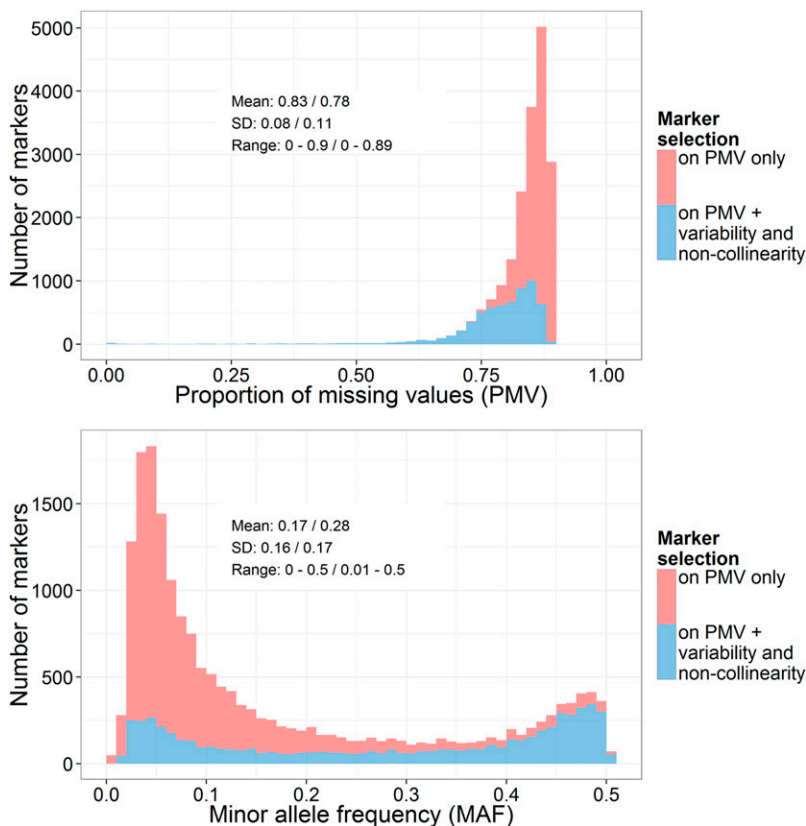 5000
4000
3000
2000
1000
0
Number of markers
Mean: 0.83 / 0.78
SD: 0.08 / 0.11
Range: 0 - 0.9 / 0 - 0.89
0.00 0.25 0.50 0.75 1.00
Proportion of missing values (PMV)
Marker
selection
on PMV only
on PMV +
variability and
non-collinearity
1500
1000
500
0
Number of markers
Mean: 0.17 / 0.28
SD: 0.16 / 0.17
Range: 0 - 0.5 / 0.01 - 0.5
0.0 0.1 0.2 0.3 0.4 0.5
Minor allele frequency (MAF)
Marker
selection
on PMV only
on PMV +
variability and
non-collinearity